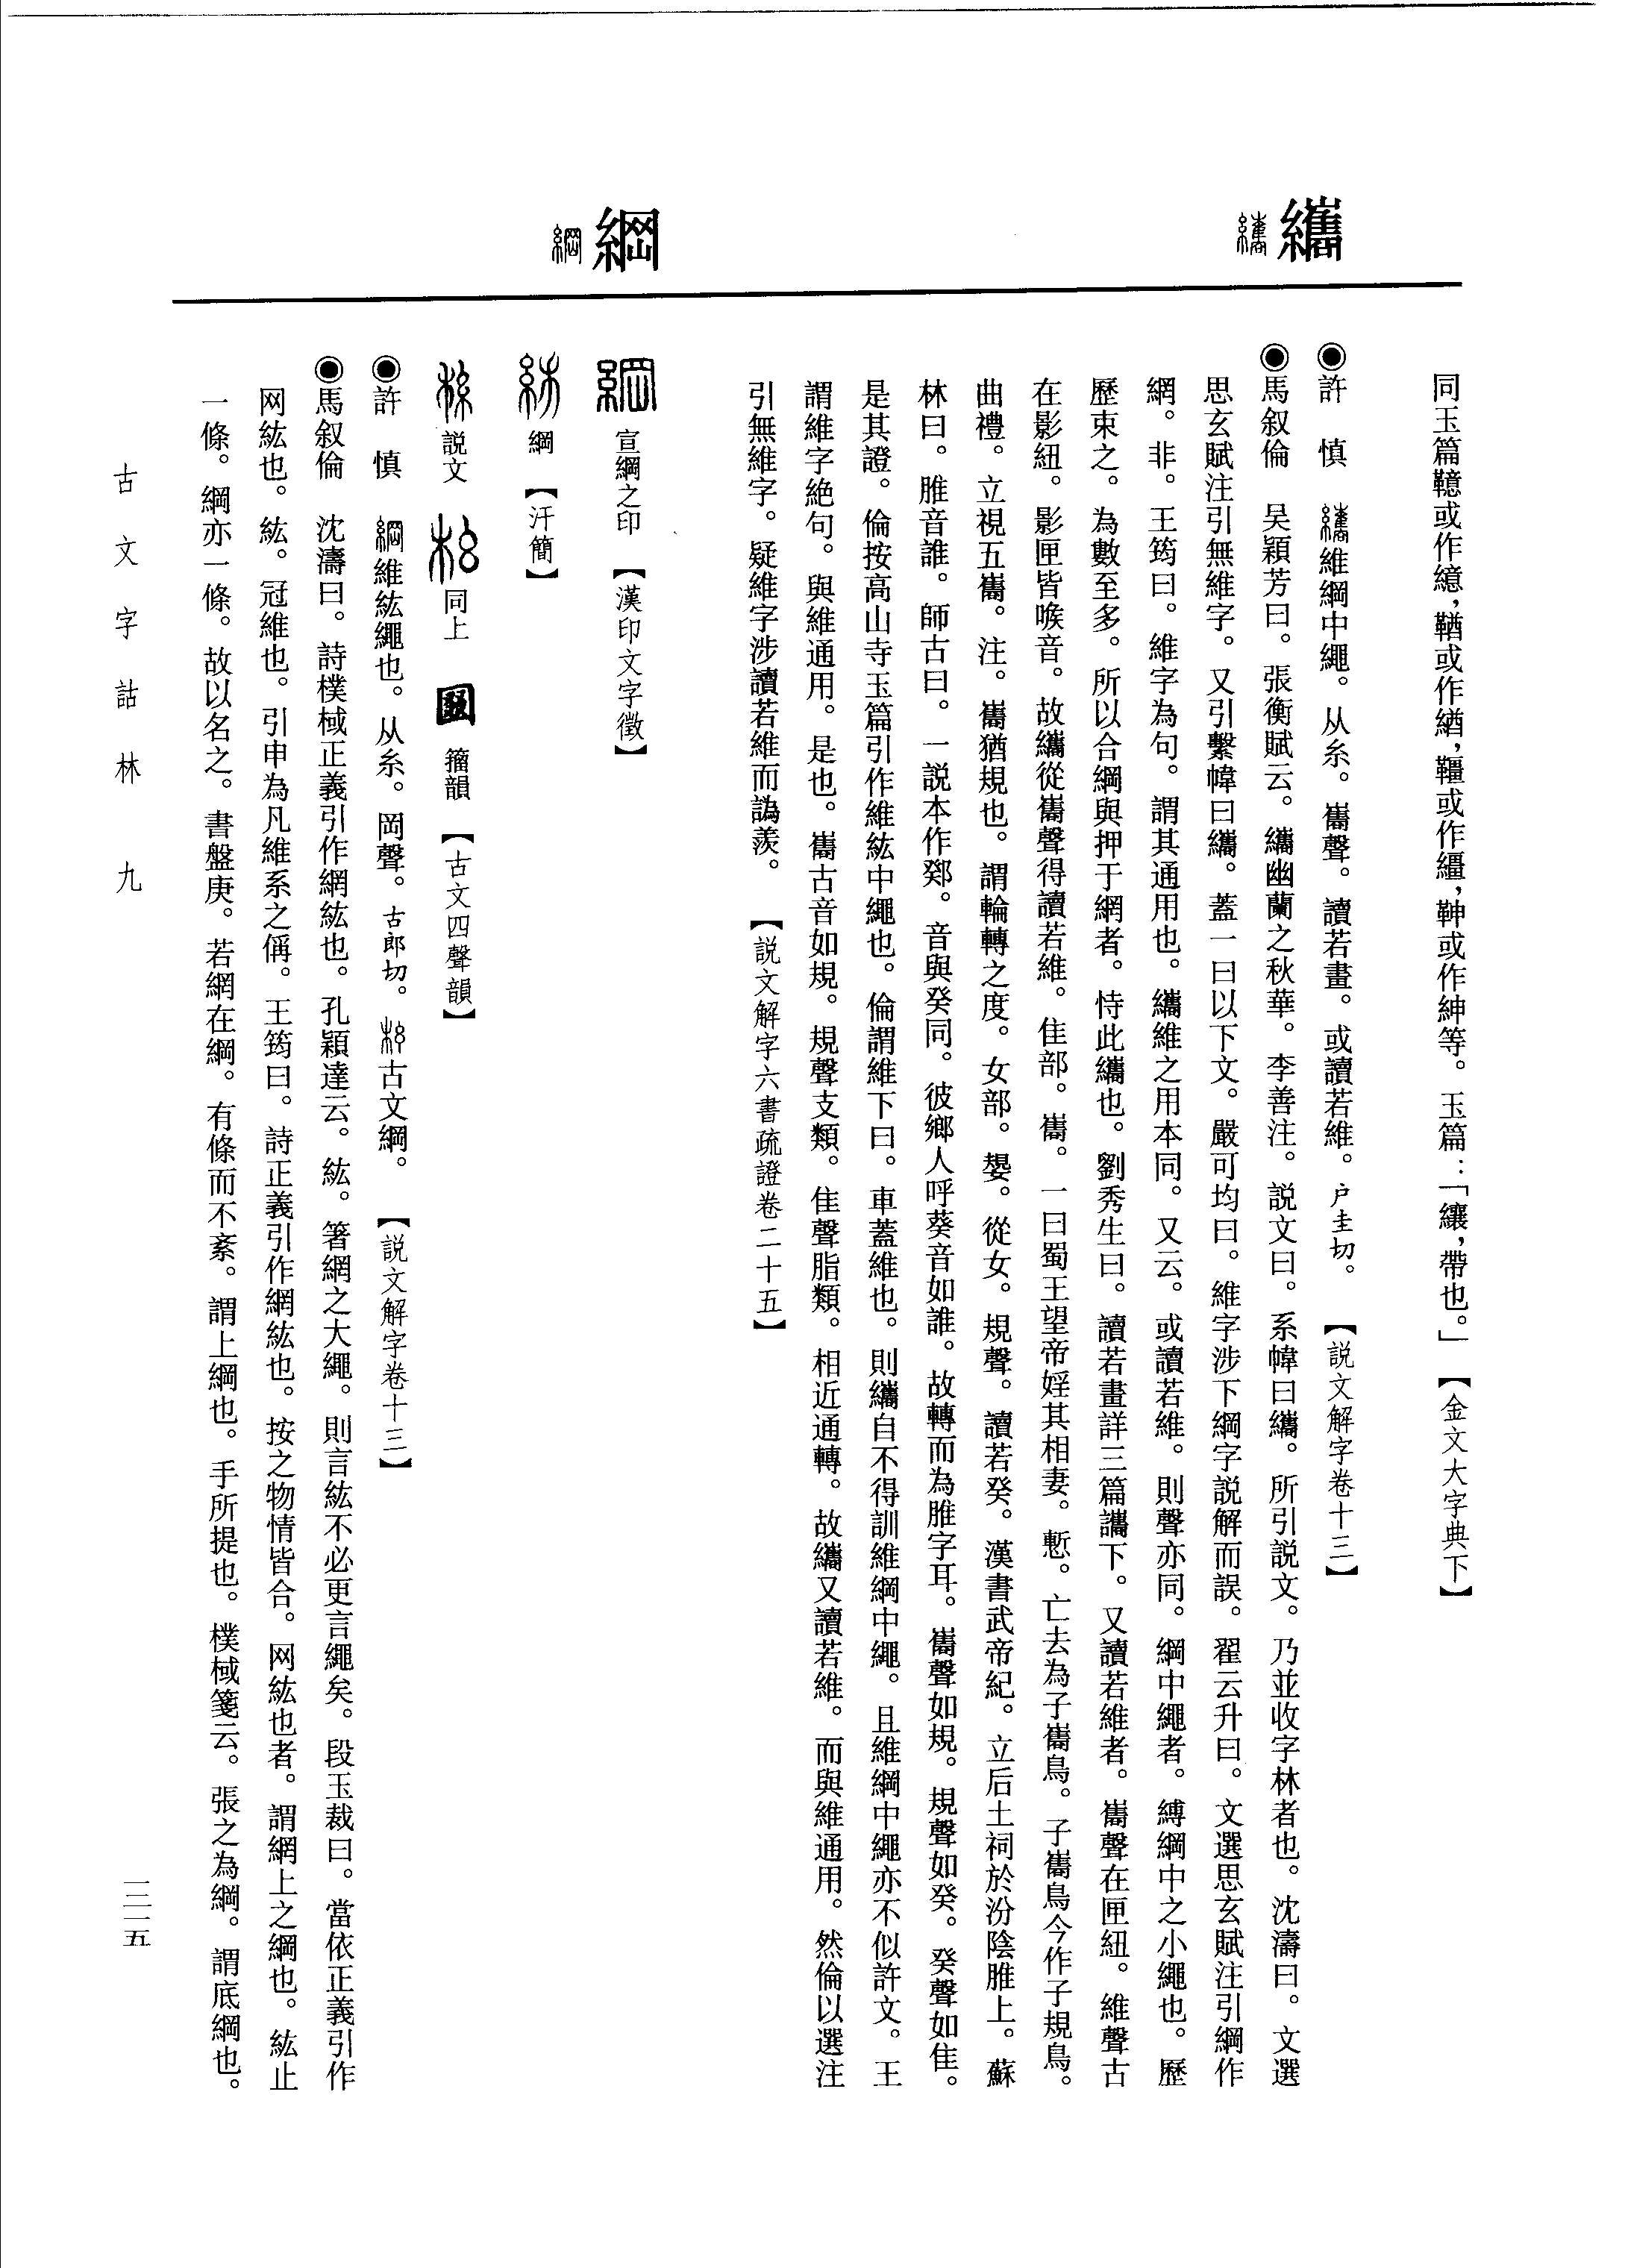 纗
綱
同玉篇䪰或作繶，鞧或作緧，韁或作繮，䩠或作紳等。玉篇：「纕，帶也。」【金文大字典下】
◉許　慎　維綱中繩。从糸。巂聲。讀若畫。或讀若維。户圭切。【説文解字卷十三】
◉馬叙倫　吴穎芳曰。張衡賦云。纗幽蘭之秋華。李善注。説文曰。系幃曰纗。所引説文。乃並收字林者也。沈濤曰。文選
思玄賦注引無維字。又引繫幃曰纗。蓋一曰以下文。嚴可均曰。維字涉下綱字説解而誤。翟云升曰。文選思玄賦注引綱作
網。非。王筠曰。維字為句。謂其通用也。纗維之用本同。又云。或讀若維。則聲亦同。綱中繩者。縛綱中之小繩也。歷
歷束之。為數至多。所以合綱與押于網者。恃此纗也。劉秀生曰。讀若畫詳三篇讗下。又讀若維者。巂聲在匣紐。維聲古
在影紐。影匣皆喉音。故纗從巂聲得讀若維。隹部。巂。一曰蜀王望帝婬其相妻。慙。亡去為子巂鳥。子巂鳥今作子規鳥。
曲禮。立視五巂。注。巂猶規也。謂輪轉之度。女部。嫢。從女。規聲。讀若癸。漢書武帝紀。立后土祠於汾陰脽上。蘇
林曰。脽音誰。師古曰。一説本作鄈。音與癸同。彼鄉人呼葵音如誰。故轉而為脽字耳。巂聲如規。規聲如癸。癸聲如隹。
是其證。倫按高山寺玉篇引作維紘中繩也。倫謂維下曰。車蓋維也。則纗自不得訓維綱中繩。且維綱中繩亦不似許文。王
謂維字絶句。與維通用。是也。巂古音如規。規聲支類。隹聲脂類。相近通轉。故纗又讀若維。而與維通用。然倫以選注
引無維字。疑維字涉讀若維而譌羡。【説文解字六書疏證卷二十五】
宣綱之印【漢印文字徵】
綱【汗簡】
説文　同上　籀韻【古文四聲韻】
◉許　慎　維紘繩也。从糸。岡聲。古郎切。古文綱。【説文解字卷十三】
◉馬叙倫　沈濤曰。詩樸棫正義引作網紘也。孔穎達云。紘。箸網之大繩。則言紘不必更言繩矣。段玉裁曰。當依正義引作
网紘也。紘。冠維也。引申為凡維系之偁。王筠曰。詩正義引作網紘也。按之物情皆合。网紘也者。謂網上之綱也。紘止
一條。綱亦一條。故以名之。書盤庚。若網在綱。有條而不紊。謂上綱也。手所提也。樸棫箋云。張之為綱。謂底綱也。
古文字詁林　九
一二一五